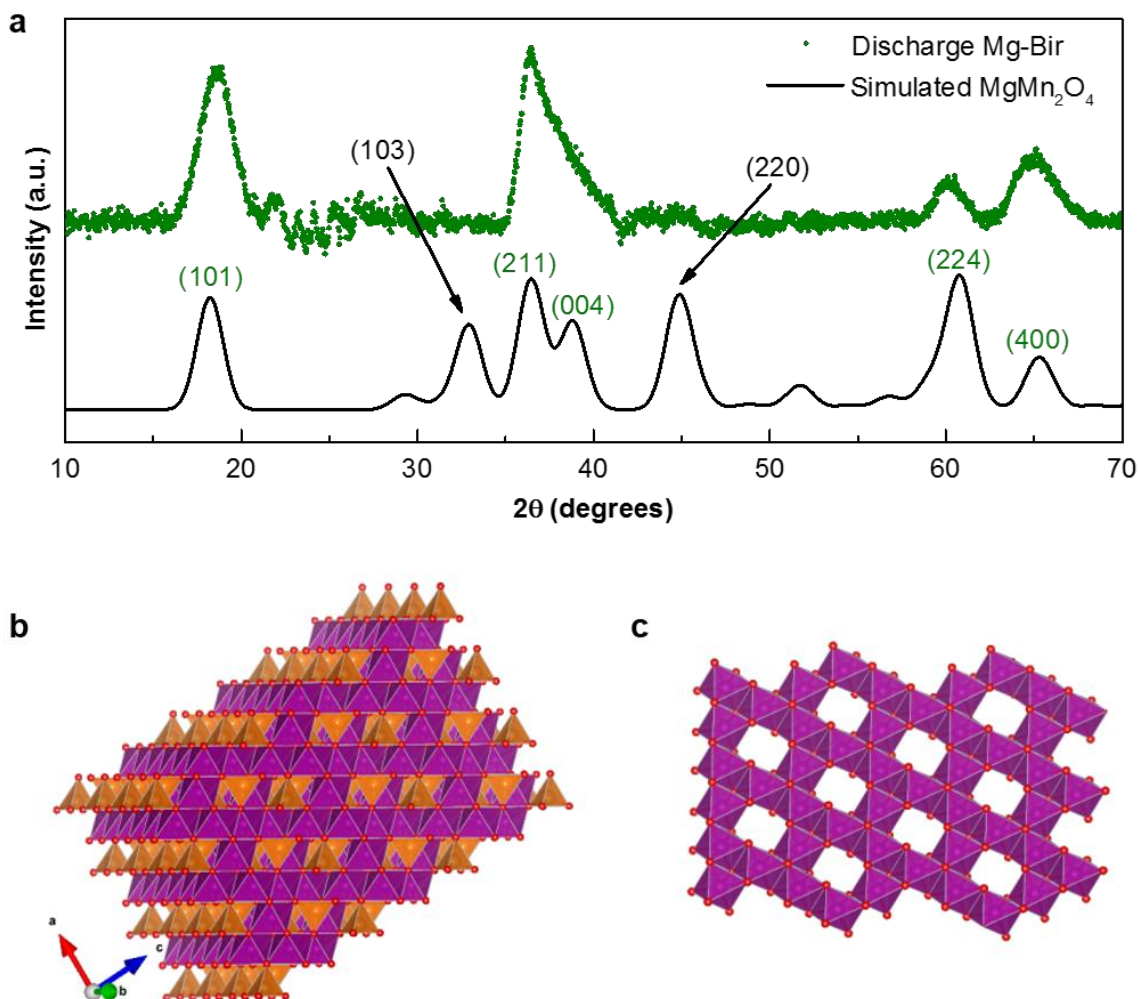 a
Discharge Mg-Bir
Simulated MgMn₂O₄
(103)
(220)
(101)
(211)
(004)
(224)
(400)
Intensity (a.u.)
10 20 30 40 50 60 70
2θ (degrees)
b
c
a
c
b